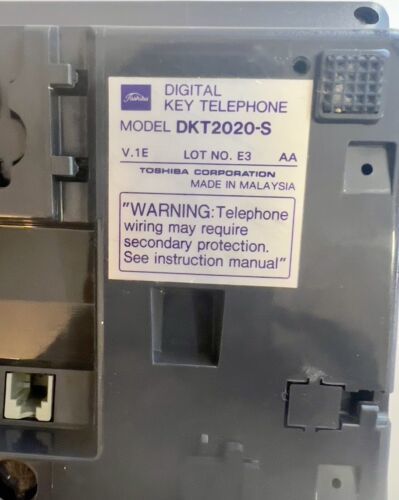 Toshiba
DIGITAL
KEY TELEPHONE
MODEL DKT2020-S
V.1E LOT NO. E3 AA
TOSHIBA CORPORATION
MADE IN MALAYSIA
"WARNING: Telephone
wiring may require
secondary protection.
See instruction manual"